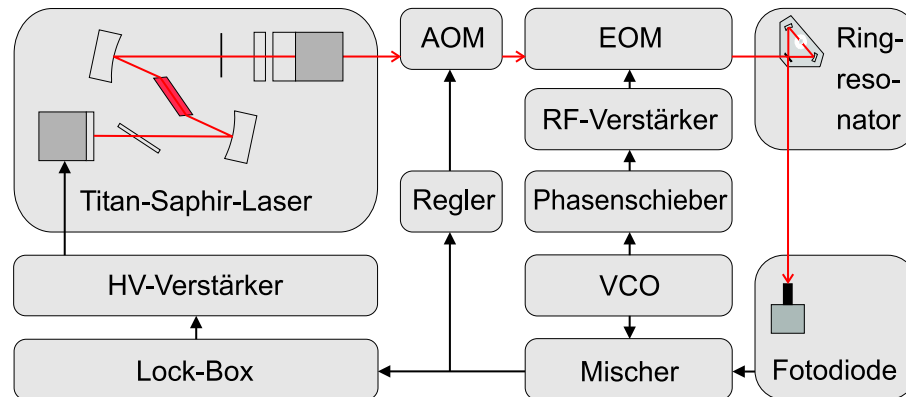 AOM
EOM
Ring-
reso-
nator
RF-Verstärker
Titan-Saphir-Laser
Regler
Phasenschieber
HV-Verstärker
VCO
Lock-Box
Mischer
Fotodiode